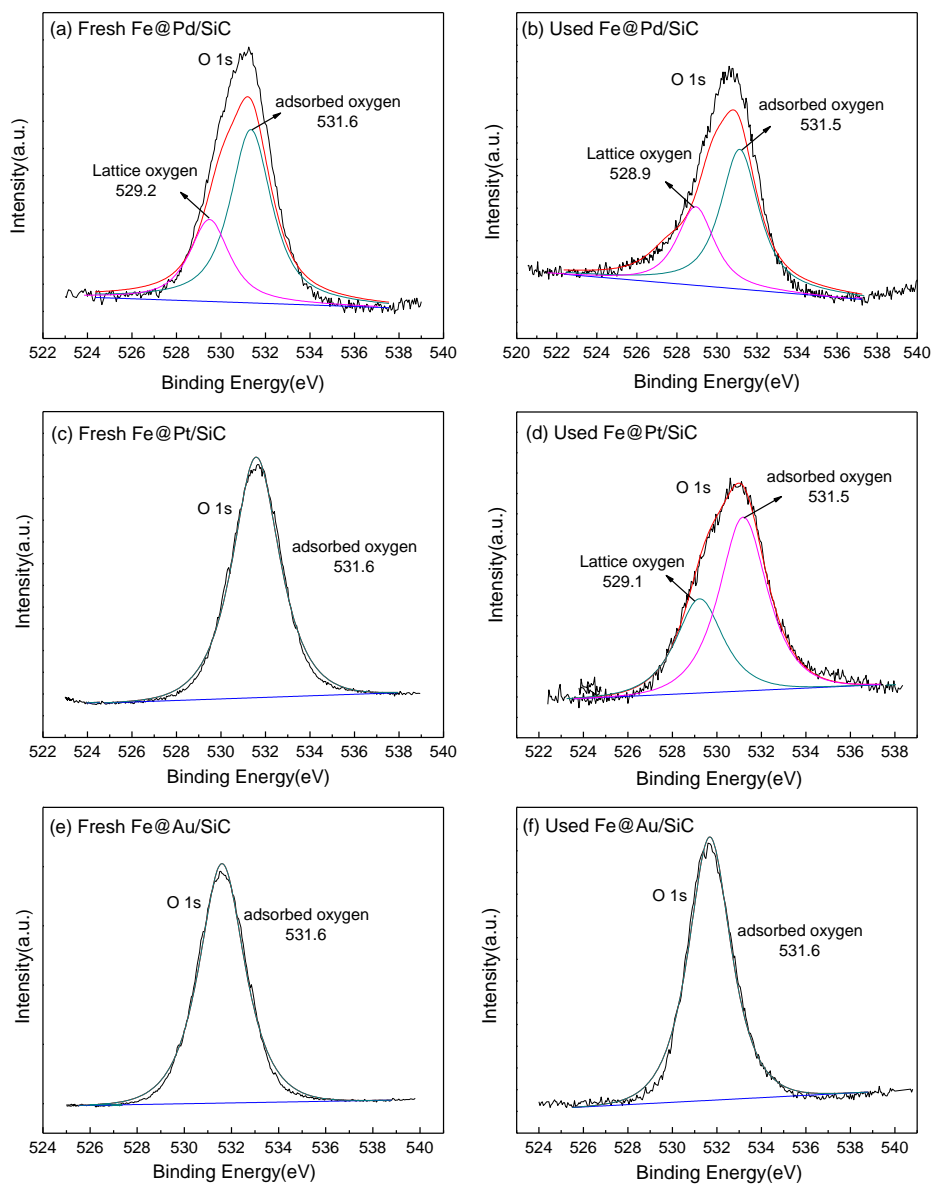 (a) Fresh Fe@Pd/SiC
O 1s
adsorbed oxygen
531.6
Lattice oxygen
529.2
Intensity(a.u.)
522 524 526 528 530 532 534 536 538 540
Binding Energy(eV)
(b) Used Fe@Pd/SiC
O 1s
adsorbed oxygen
531.5
Lattice oxygen
528.9
Intensity(a.u.)
520 522 524 526 528 530 532 534 536 538 540
Binding Energy(eV)
(c) Fresh Fe@Pt/SiC
O 1s
adsorbed oxygen
531.6
Intensity(a.u.)
522 524 526 528 530 532 534 536 538 540
Binding Energy(eV)
(d) Used Fe@Pt/SiC
O 1s
adsorbed oxygen
531.5
Lattice oxygen
529.1
Intensity(a.u.)
522 524 526 528 530 532 534 536 538
Binding Energy(eV)
(e) Fresh Fe@Au/SiC
O 1s
adsorbed oxygen
531.6
Intensity(a.u.)
524 526 528 530 532 534 536 538 540
Binding Energy(eV)
(f) Used Fe@Au/SiC
O 1s
adsorbed oxygen
531.6
Intensity(a.u.)
524 526 528 530 532 534 536 538 540
Binding Energy(eV)